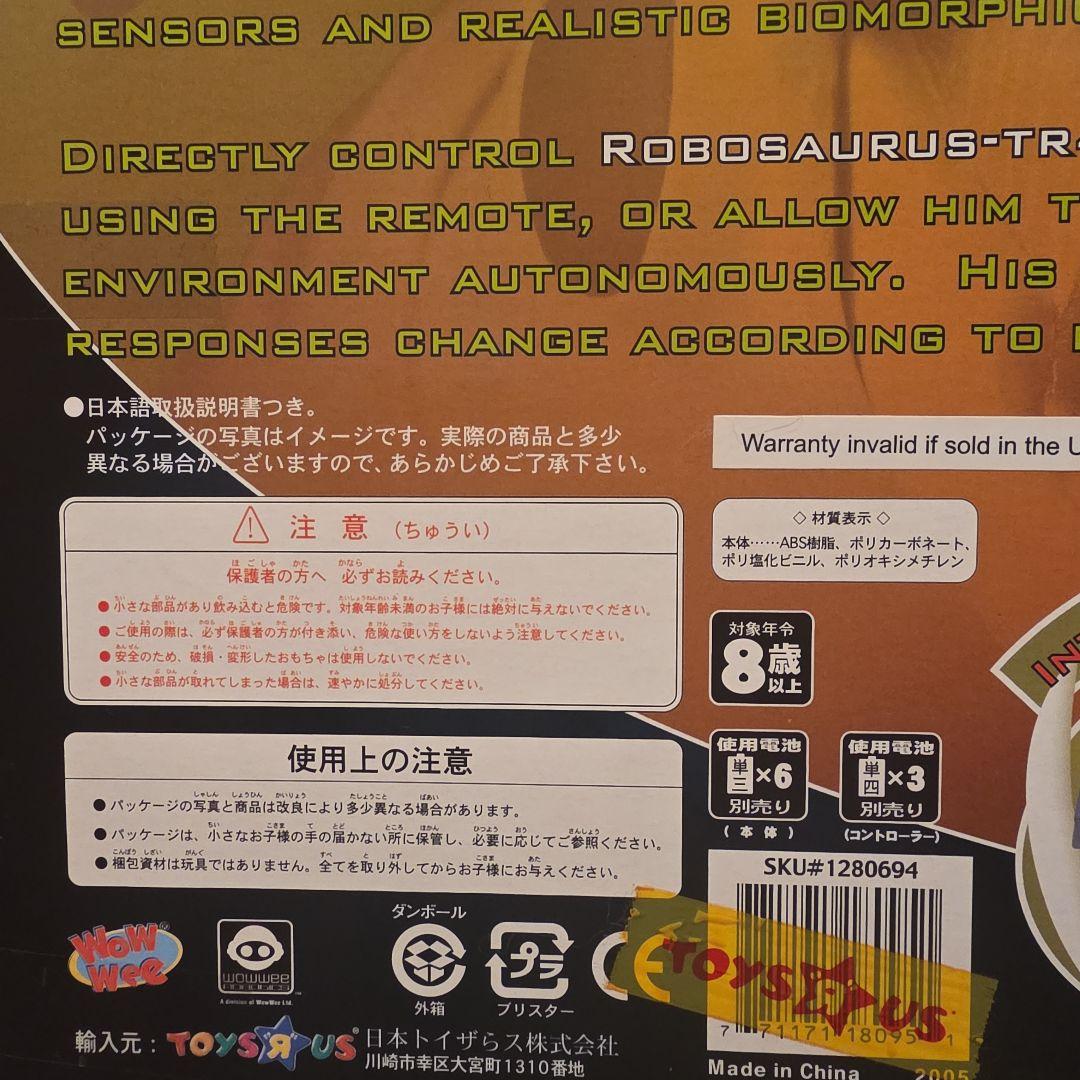 SENSORS AND REALISTIC BIOMORPHIC
DIRECTLY CONTROL ROBOSAURUS-TR
USING THE REMOTE, OR ALLOW HIM T
ENVIRONMENT AUTONOMOUSLY. HIS
RESPONSES CHANGE ACCORDING TO
●日本語取扱説明書つき。
パッケージの写真はイメージです。実際の商品と多少
異なる場合がございますので、あらかじめご了承下さい。
Warranty invalid if sold in the U
注意（ちゅうい）
保護者の方へ 必ずお読みください。
●小さな部品があり飲み込むと危険です。対象年齢未満のお子様には絶対に与えないでください。
●ご使用の際は、必ず保護者の方が付き添い、危険な使い方をしないよう注意してください。
●安全のため、破損・変形したおもちゃは使用しないでください。
●小さな部品が取れてしまった場合は、速やかに処分してください。
◇材質表示◇
本体……ABS樹脂、ポリカーボネート、
ポリ塩化ビニル、ポリオキシメチレン
対象年令
8歳以上
IN
使用上の注意
●パッケージの写真と商品は改良により多少異なる場合があります。
●パッケージは、小さなお子様の手の届かない所に保管し、必要に応じてご参照ください。
●梱包資材は玩具ではありません。全てを取り外してからお子様にお与えください。
使用電池
単三×6
別売り
(本体)
使用電池
単四×3
別売り
(コントローラー)
SKU#1280694
WOW WEE®
WOWWEE
A division of WowWee Ltd.
ダンボール
外箱
プラ
ブリスター
CE
TOYS R US
7 71171 18095 1
輸入元：TOYS R US® 日本トイザらス株式会社
川崎市幸区大宮町1310番地
Made in China
2005